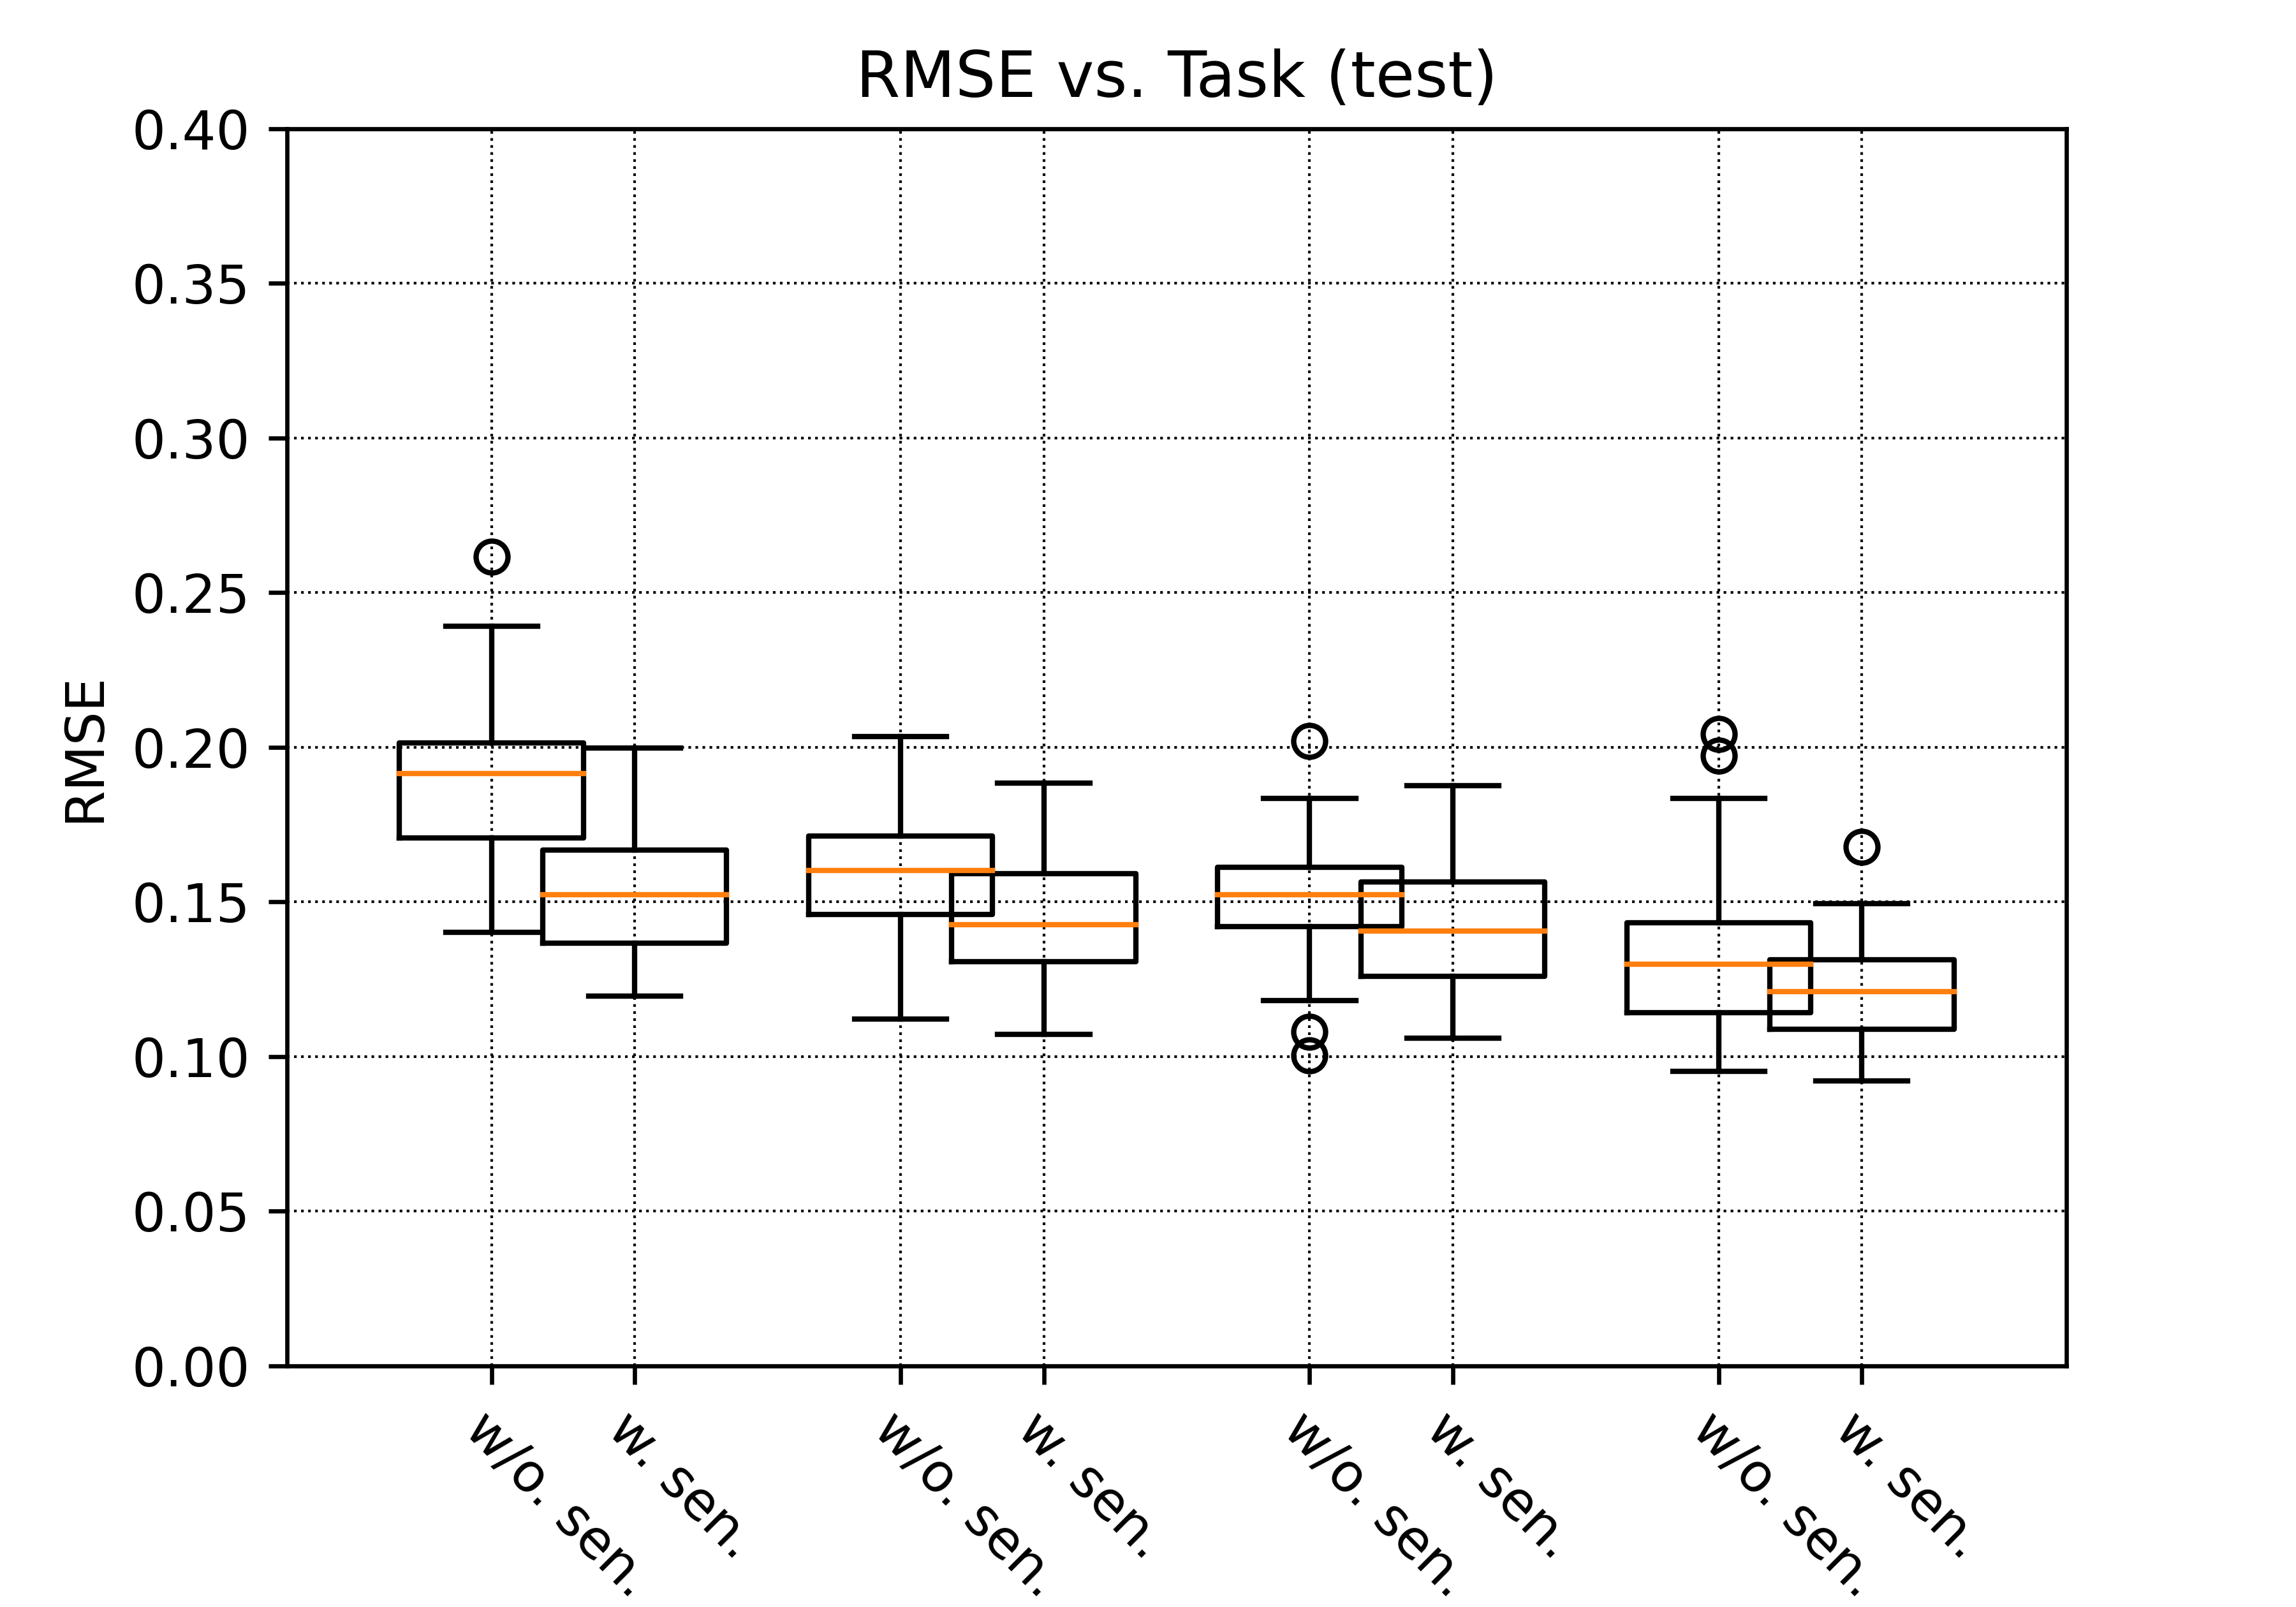 RMSE vs. Task (test)
0.40
0.35
0.30
0.25
0.20
0.15
0.10
0.05
0.00
RMSE
w/o. sen.
w. sen.
w/o. sen.
w. sen.
w/o. sen.
w. sen.
w/o. sen.
w. sen.